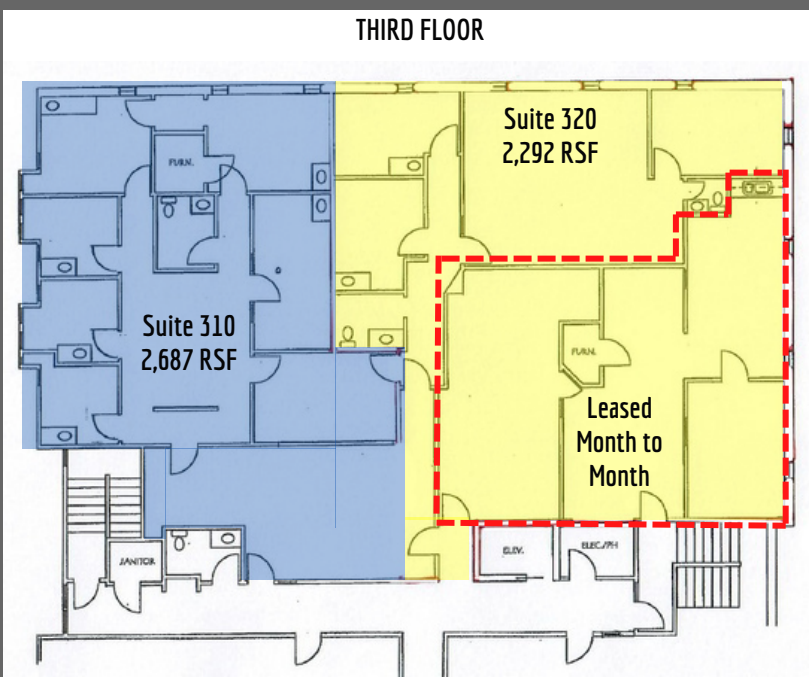 THIRD FLOOR
Suite 320
2,292 RSF
FURN.
Suite 310
2,687 RSF
FURN.
Leased
Month to
Month
JANITOR
ELEV.
ELEC./PH